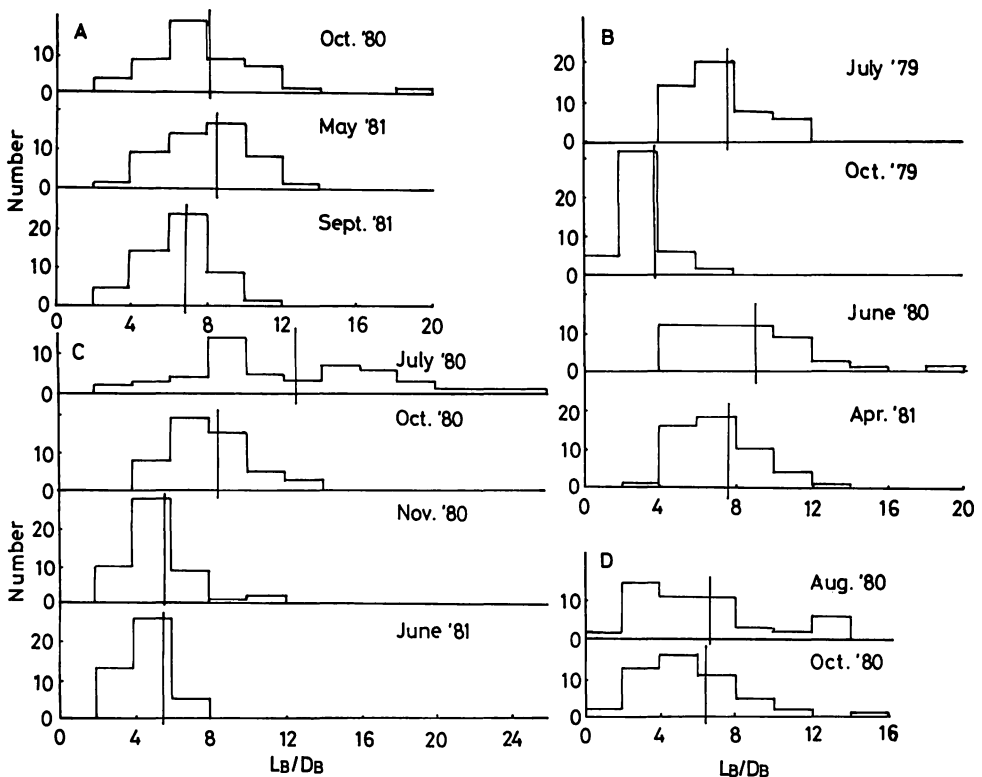 A
Oct. '80
10
0
May '81
10
0
Number
Sept. '81
20
10
0
0 4 8 12 16 20
C
July '80
10
0
Oct. '80
10
0
Nov. '80
20
10
0
Number
June '81
20
10
0
0 4 8 12 16 20 24
LB/DB
B
July '79
20
10
0
Oct. '79
20
10
0
June '80
10
0
Apr. '81
20
10
0
0 4 8 12 16 20
D
Aug. '80
10
0
Oct. '80
10
0
0 4 8 12 16
LB/DB